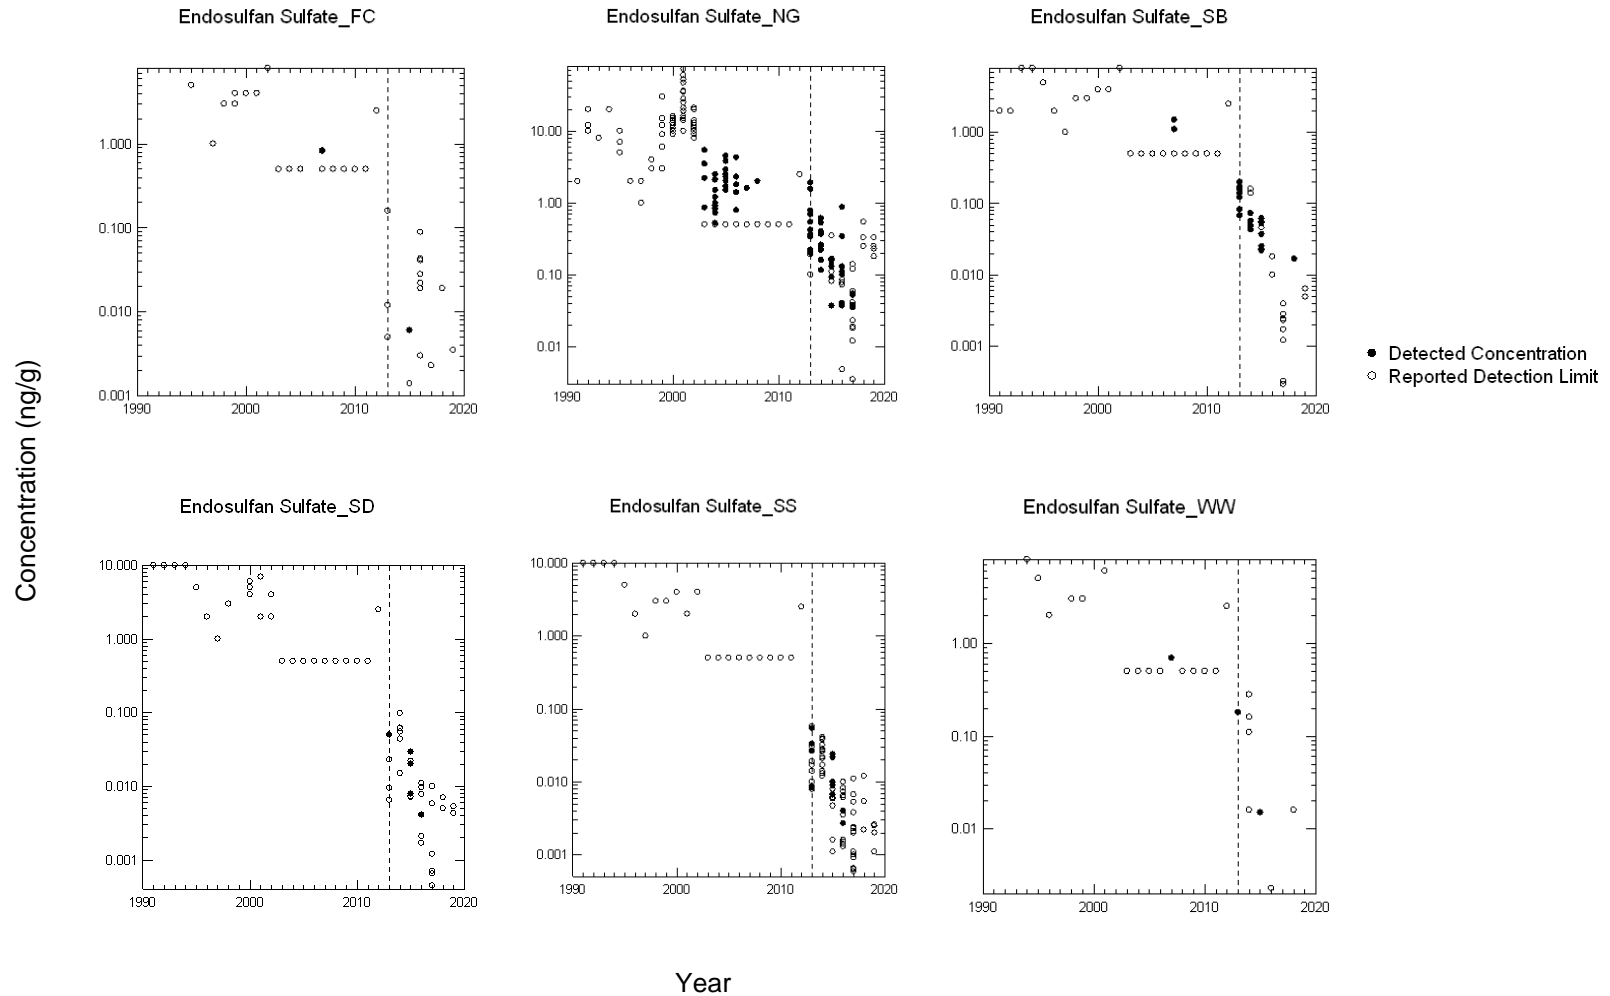 Endosulfan Sulfate_FC
1.000
0.100
0.010
0.001
1990 2000 2010 2020
Endosulfan Sulfate_NG
10.00
1.00
0.10
0.01
1990 2000 2010 2020
Endosulfan Sulfate_SB
1.000
0.100
0.010
0.001
1990 2000 2010 2020
Detected Concentration
Reported Detection Limit
Concentration (ng/g)
Endosulfan Sulfate_SD
10.000
1.000
0.100
0.010
0.001
1990 2000 2010 2020
Endosulfan Sulfate_SS
10.000
1.000
0.100
0.010
0.001
1990 2000 2010 2020
Endosulfan Sulfate_WW
1.00
0.10
0.01
1990 2000 2010 2020
Year